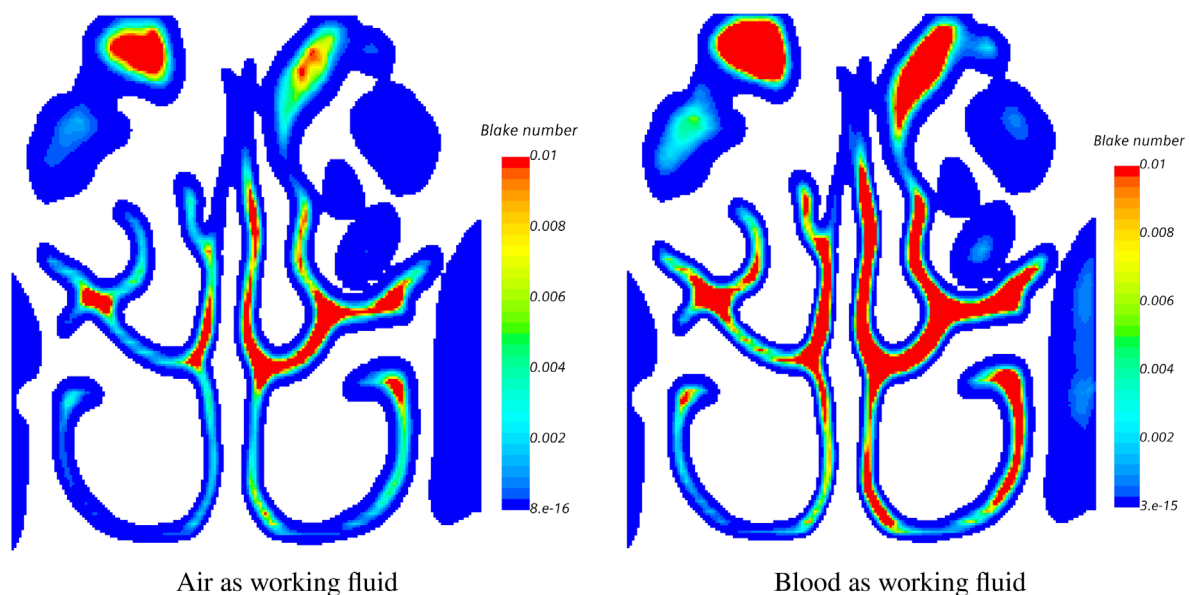 Blake number
0.01
0.008
0.006
0.004
0.002
8.e-16
Air as working fluid
Blake number
0.01
0.008
0.006
0.004
0.002
3.e-15
Blood as working fluid